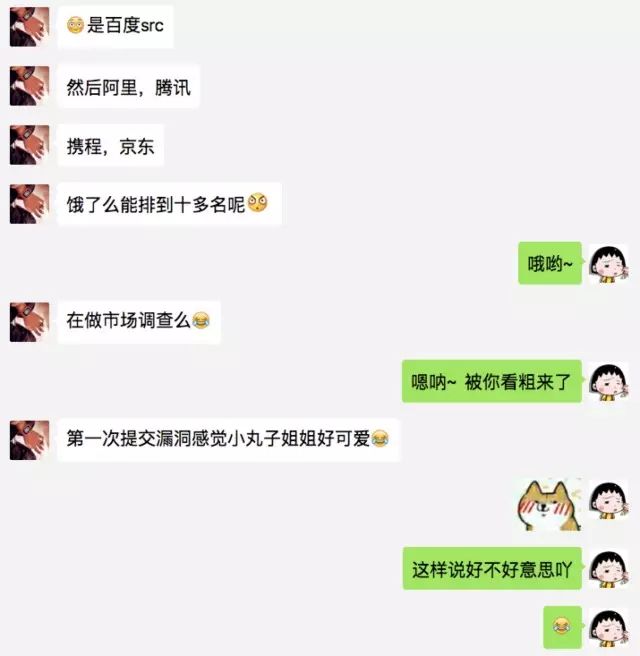 😳是百度src
然后阿里，腾讯
携程，京东
饿了么能排到十多名呢😳
哦哟~
在做市场调查么😂
嗯呐~ 被你看粗来了
第一次提交漏洞感觉小丸子姐姐好可爱😂
这样说好不好意思吖
😂